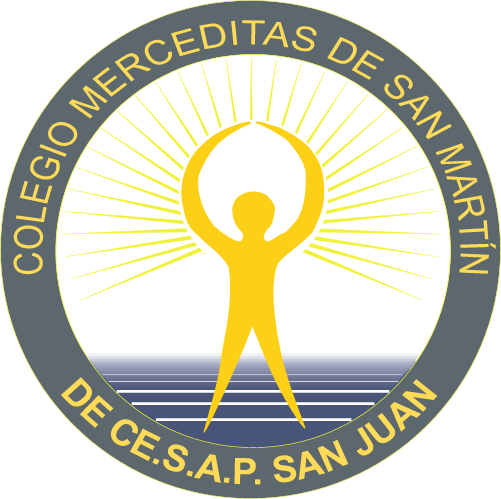 COLEGIO MERCEDITAS DE SAN MARTÍN
DE CE.S.A.P. SAN JUAN